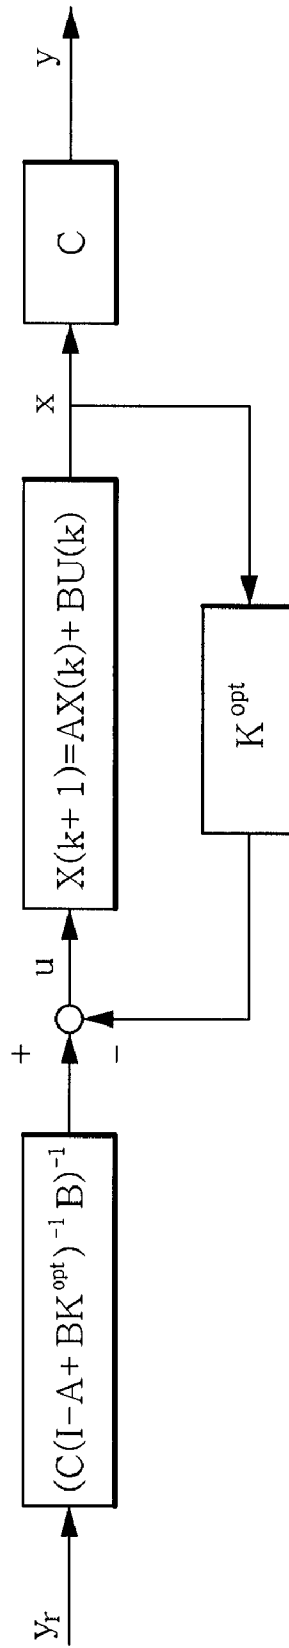 y_r
((C(I-A+BK^opt)^-1 B)^-1
+
-
u
X(k+1)=AX(k)+BU(k)
x
C
y
K^opt